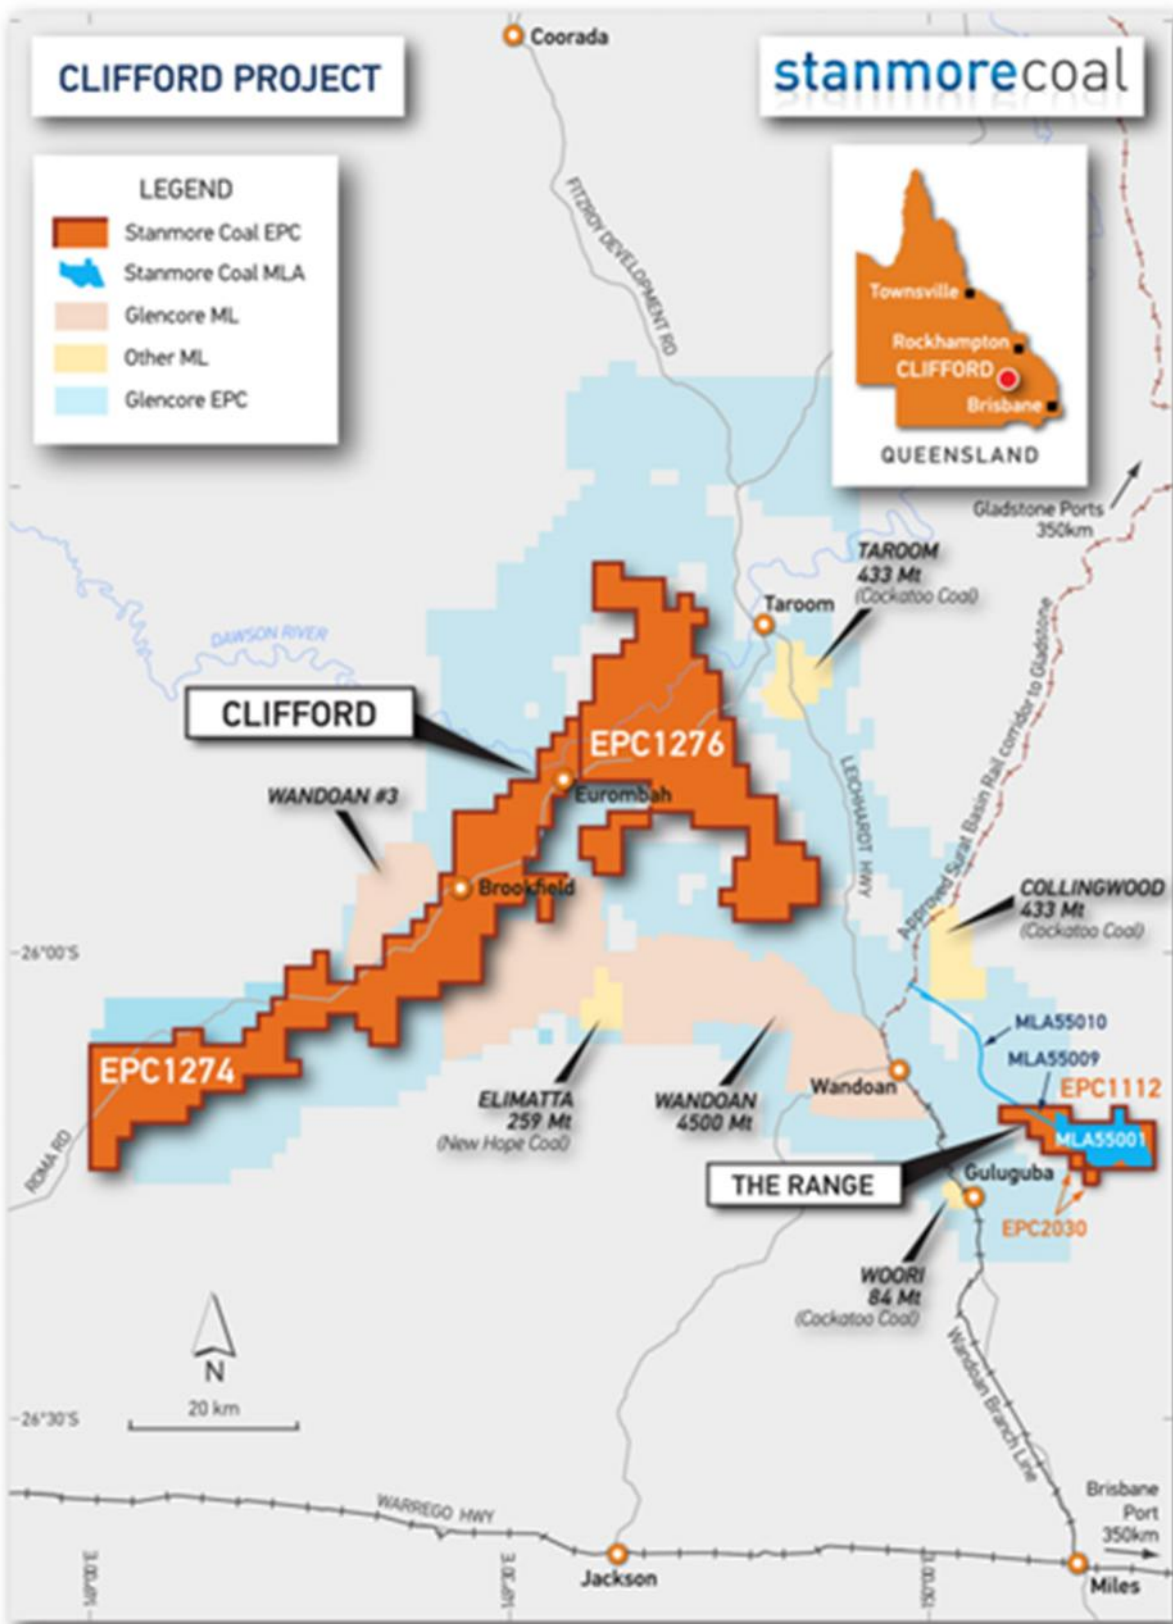 Coorada
CLIFFORD PROJECT
stanmorecoal
LEGEND
Stanmore Coal EPC
Stanmore Coal MLA
Glencore ML
Other ML
Glencore EPC
FITZROY DEVELOPMENT RD
Townsville
Rockhampton
CLIFFORD
Brisbane
QUEENSLAND
Gladstone Ports
350km
TAROOM
433 Mt
(Cockatoo Coal)
Taroom
DAWSON RIVER
Approved Surat Basin Rail corridor to Gladstone
CLIFFORD
EPC1276
LEICHHARDT HWY
WANDOAN #3
Eurombah
Brookfield
COLLINGWOOD
433 Mt
(Cockatoo Coal)
26°00'S
MLA55010
MLA55009
EPC1274
EPC1112
Wandoan
ELIMATTA
259 Mt
(New Hope Coal)
WANDOAN
4500 Mt
MLA55001
ROMA RD
THE RANGE
Guluguba
EPC2030
WOORI
84 Mt
(Cockatoo Coal)
N
20 km
Wandoan Branch Line
26°30'S
WARREGO HWY
Brisbane
Port
350km
Jackson
Miles